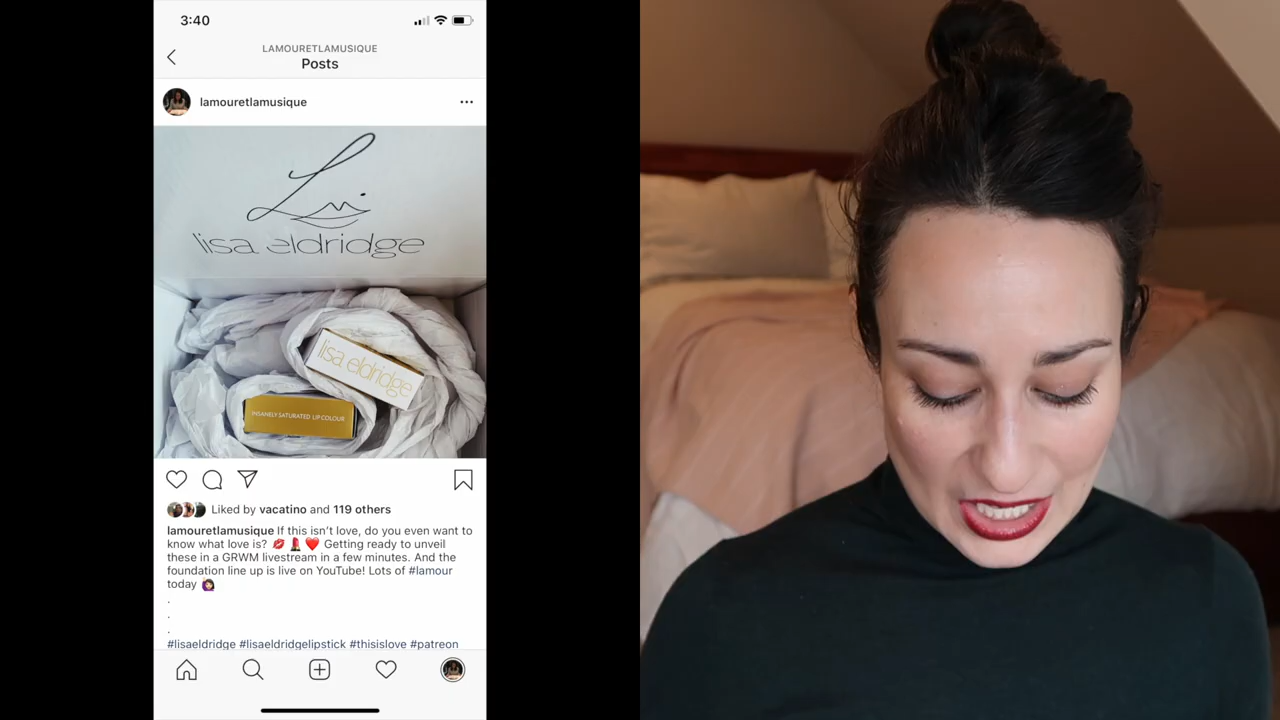 3:40
LAMOURETLAMUSIQUE
Posts
lamouretlamusique
lisa eldridge
lisa eldridge
INSANELY SATURATED LIP COLOUR
Liked by vacatino and 119 others
lamouretlamusique If this isn't love, do you even want to
know what love is? 💋💄❤️ Getting ready to unveil
these in a GRWM livestream in a few minutes. And the
foundation line up is live on YouTube! Lots of #lamour
today 🙆🏻‍♀️
.
.
.
#lisaeldridge #lisaeldridgelipstick #thisislove #patreon